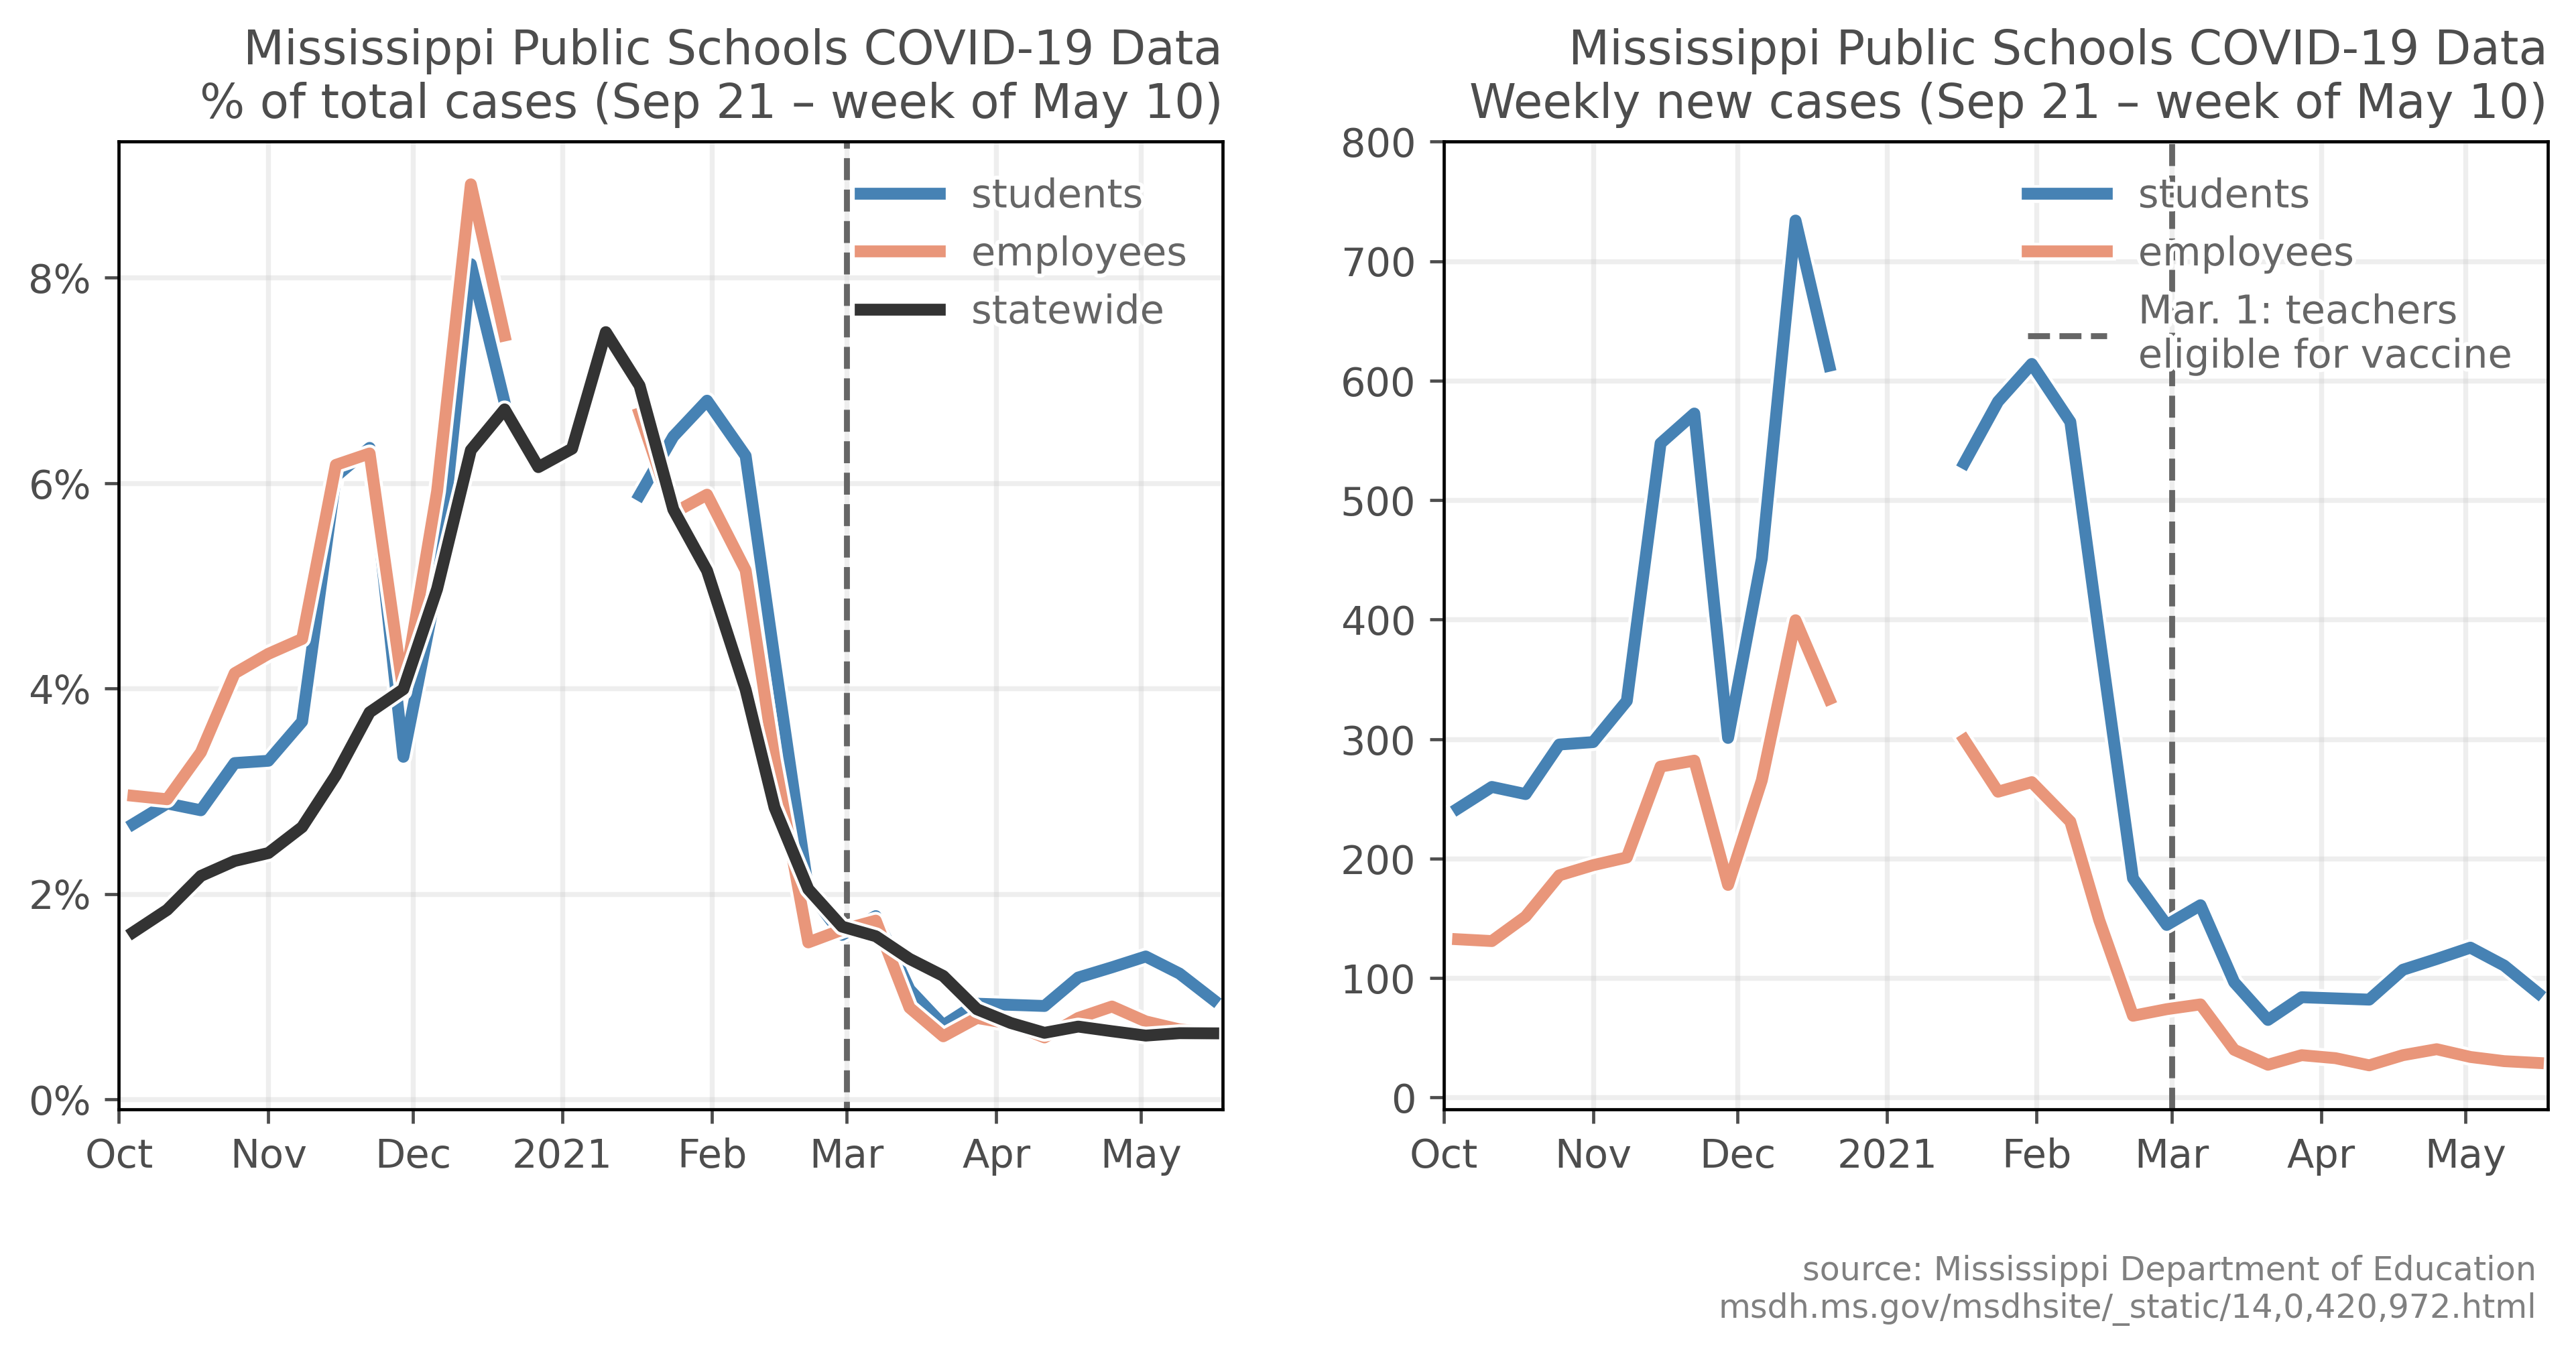 Mississippi Public Schools COVID-19 Data
% of total cases (Sep 21 – week of May 10)
8%
6%
4%
2%
0%
Oct Nov Dec 2021 Feb Mar Apr May
students
employees
statewide
Mississippi Public Schools COVID-19 Data
Weekly new cases (Sep 21 – week of May 10)
800
700
600
500
400
300
200
100
0
Oct Nov Dec 2021 Feb Mar Apr May
students
employees
Mar. 1: teachers
eligible for vaccine
source: Mississippi Department of Education
msdh.ms.gov/msdhsite/_static/14,0,420,972.html